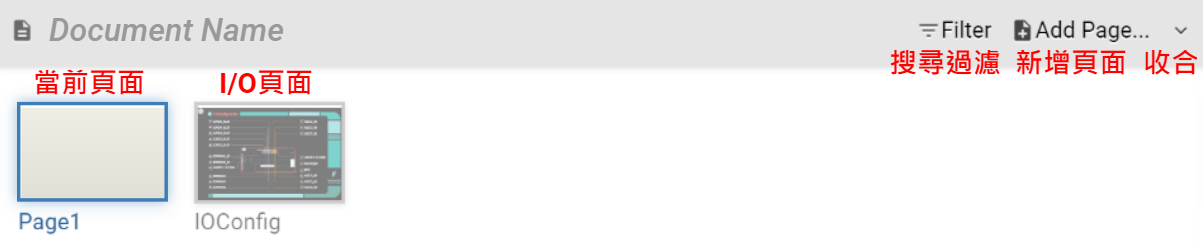 Document Name
Filter
Add Page...
搜尋過濾 新增頁面 收合
當前頁面
I/O頁面
Page1
IOConfig